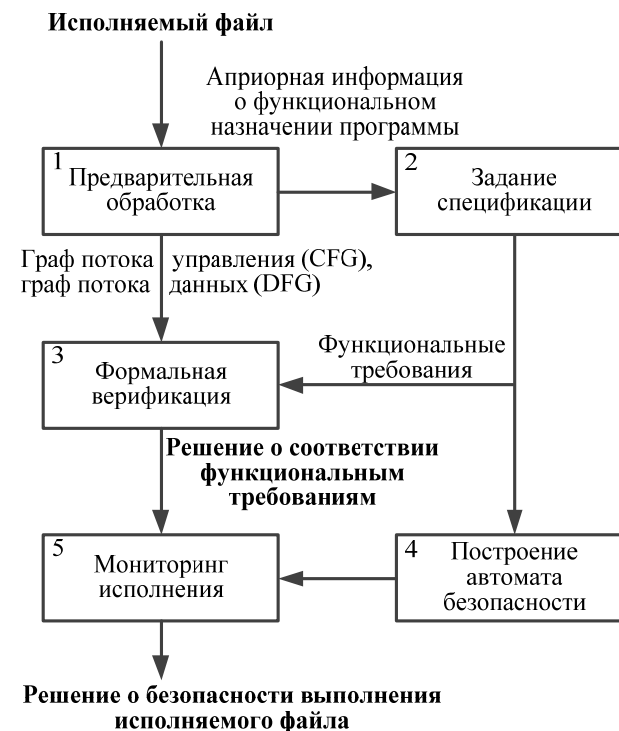 Исполняемый файл
Априорная информация
о функциональном
назначении программы
1
Предварительная
обработка
2
Задание
спецификации
Граф потока управления (CFG),
граф потока данных (DFG)
3
Формальная
верификация
Функциональные
требования
Решение о соответствии
функциональным
требованиям
5
Мониторинг
исполнения
4
Построение
автомата
безопасности
Решение о безопасности выполнения
исполняемого файла